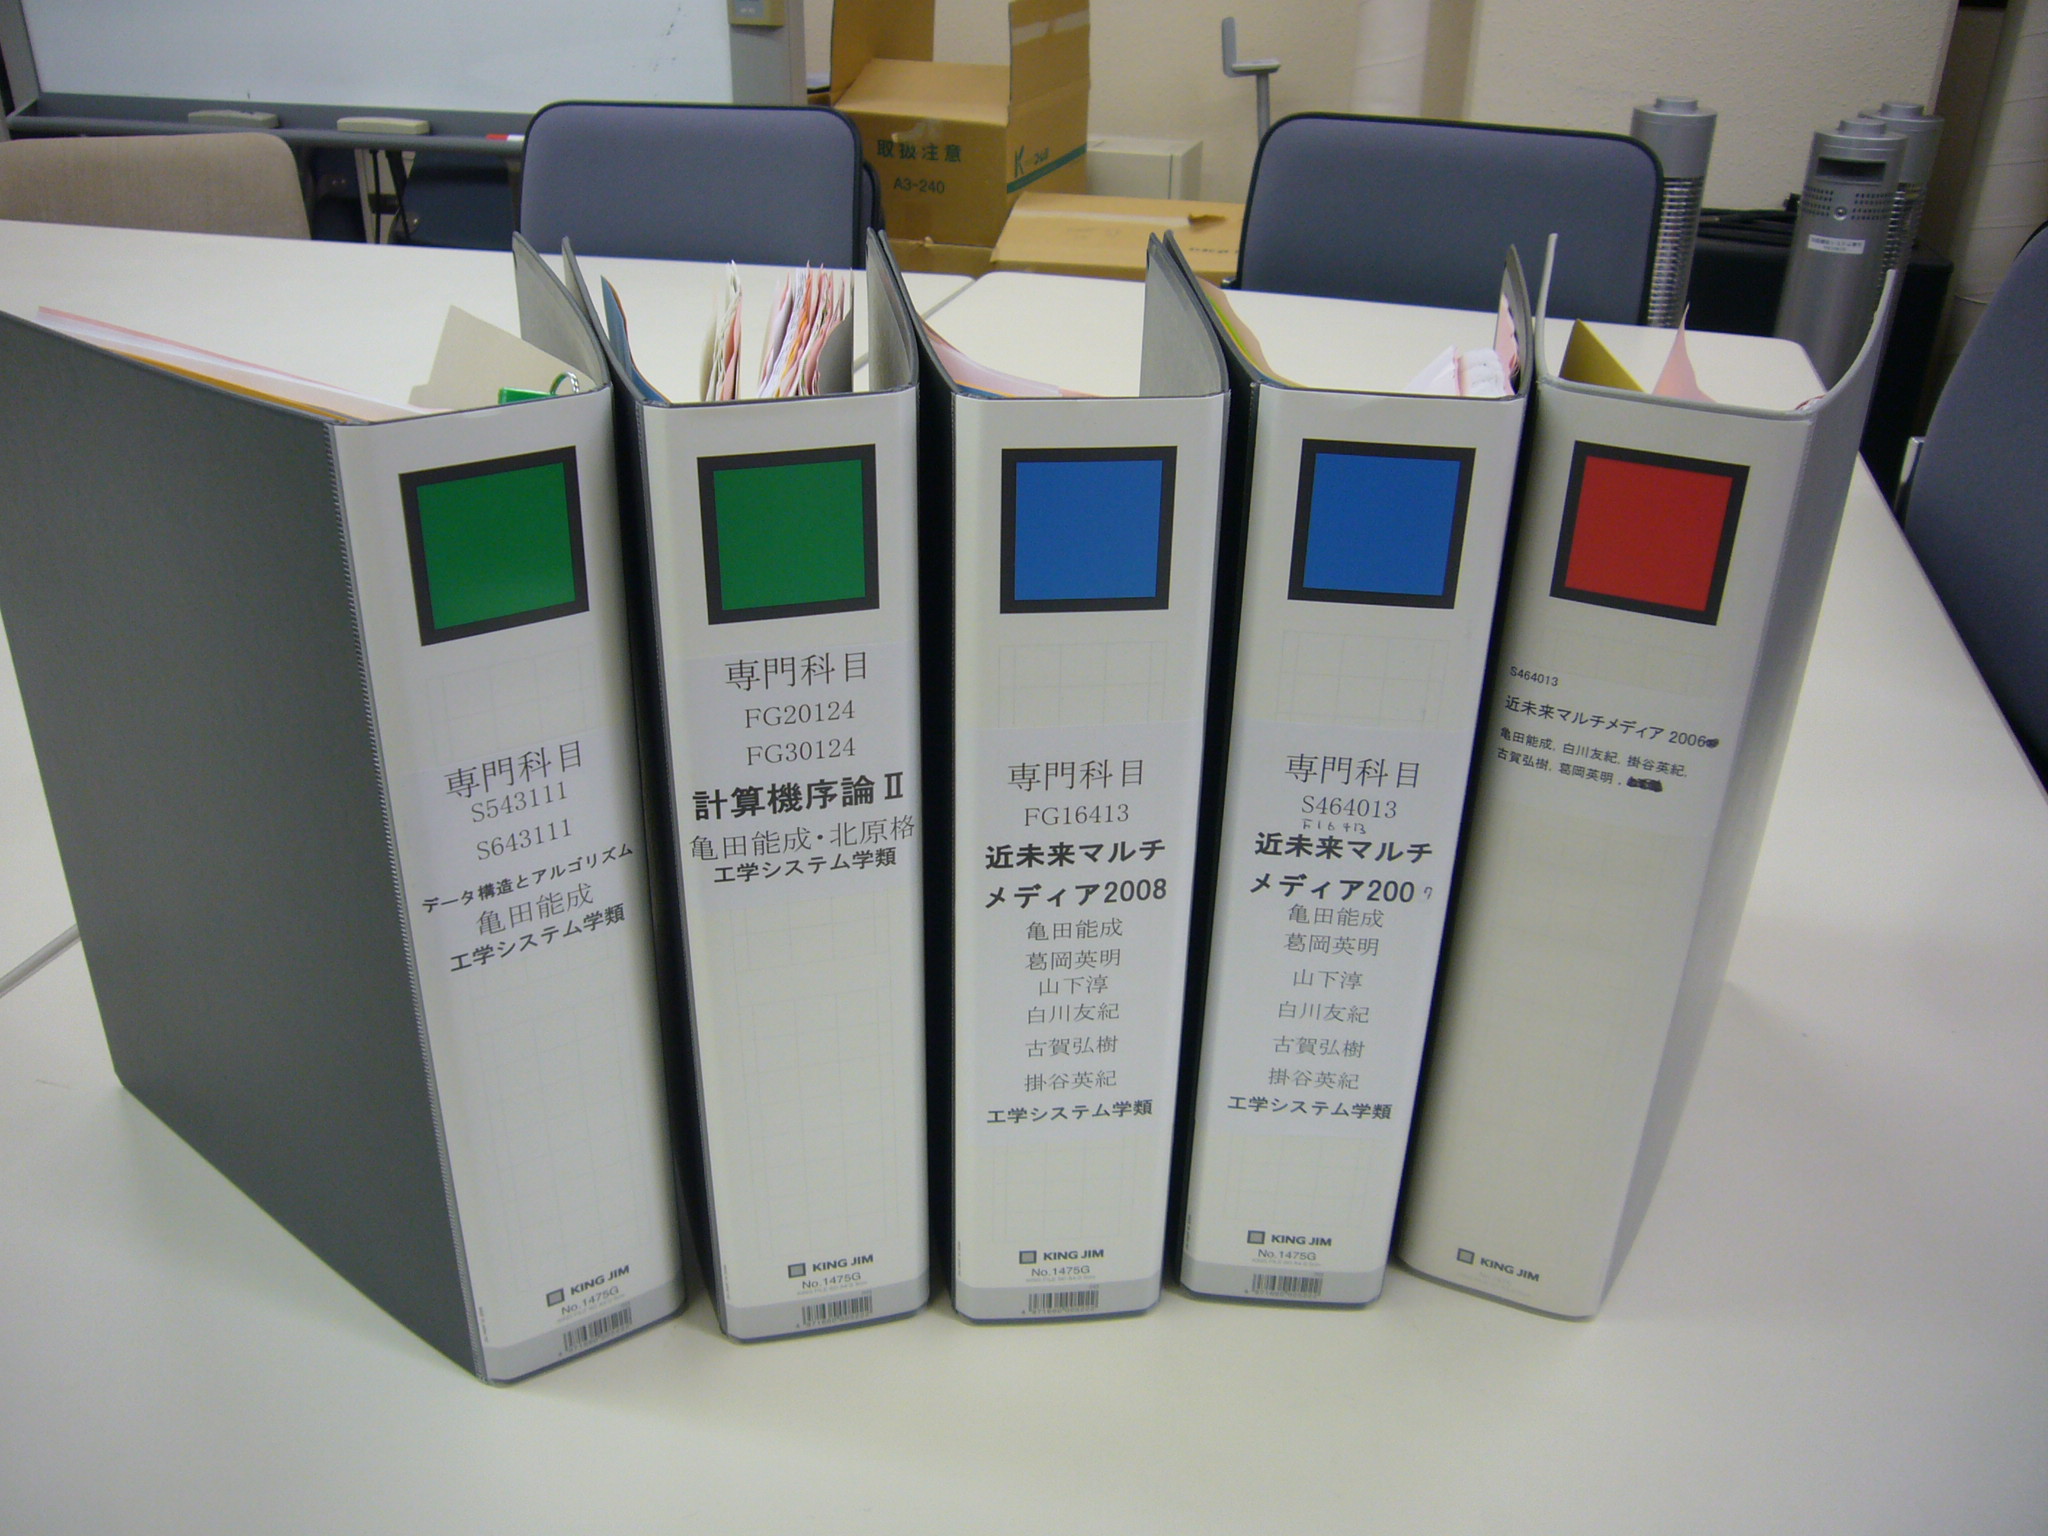 取扱注意
A3-240
専門科目
S543111
S643111
データ構造とアルゴリズム
亀田能成
工学システム学類
KING JIM
No.1475G
専門科目
FG20124
FG30124
計算機序論Ⅱ
亀田能成・北原格
工学システム学類
KING JIM
No.1475G
専門科目
FG16413
近未来マルチ
メディア2008
亀田能成
葛岡英明
山下淳
白川友紀
古賀弘樹
掛谷英紀
工学システム学類
KING JIM
No.1475G
専門科目
S464013
近未来マルチ
メディア2007
亀田能成
葛岡英明
山下淳
白川友紀
古賀弘樹
掛谷英紀
工学システム学類
KING JIM
No.1475G
S464013
近未来マルチメディア 2006
亀田能成, 白川友紀, 掛谷英紀,
古賀弘樹, 葛岡英明,
KING JIM